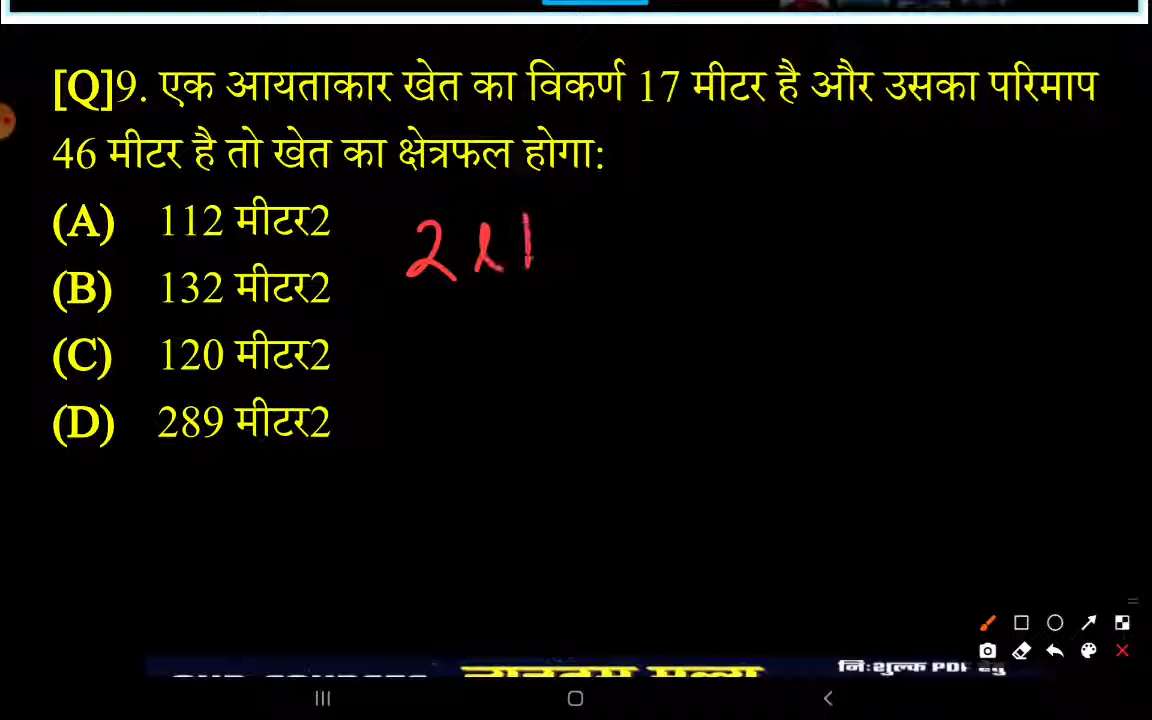 [Q]9. एक आयताकार खेत का विकर्ण 17 मीटर है और उसका परिमाप
46 मीटर है तो खेत का क्षेत्रफल होगा:
(A) 112 मीटर2
(B) 132 मीटर2
(C) 120 मीटर2
(D) 289 मीटर2
निःशुल्क PDF हेतु